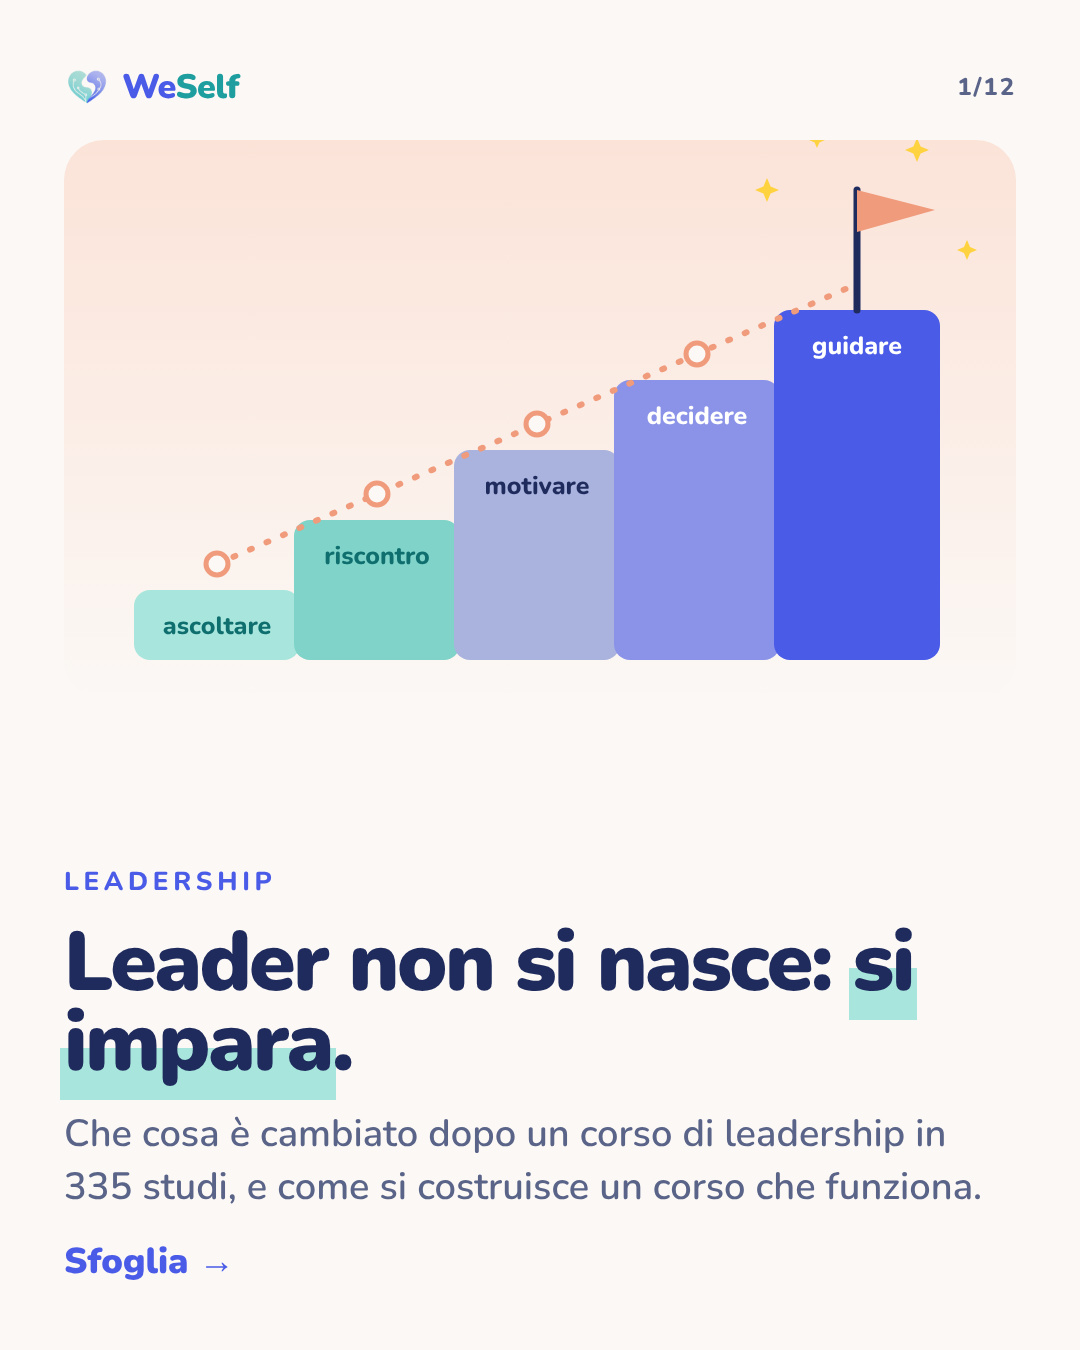 WeSelf
1/12
guidare
decidere
motivare
riscontro
ascoltare
LEADERSHIP
Leader non si nasce: si
impara.
Che cosa è cambiato dopo un corso di leadership in
335 studi, e come si costruisce un corso che funziona.
Sfoglia →